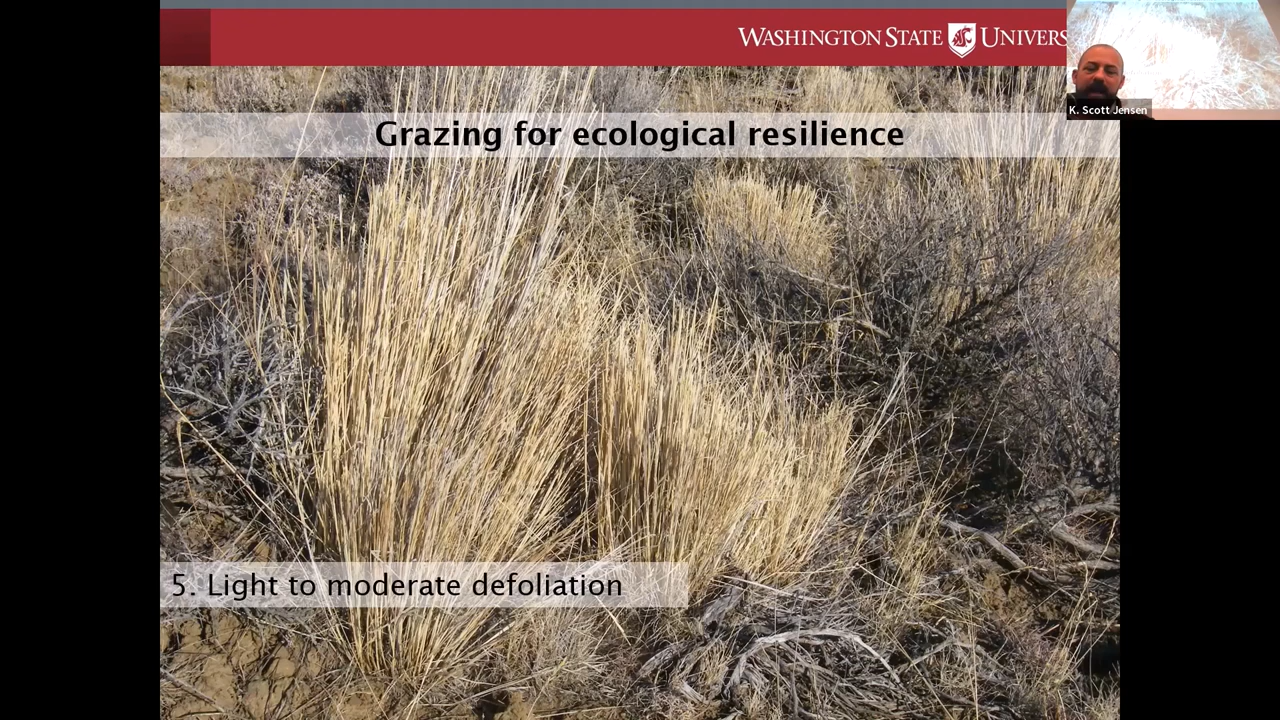 WASHINGTON STATE UNIVERS
K. Scott Jensen
Grazing for ecological resilience
5. Light to moderate defoliation